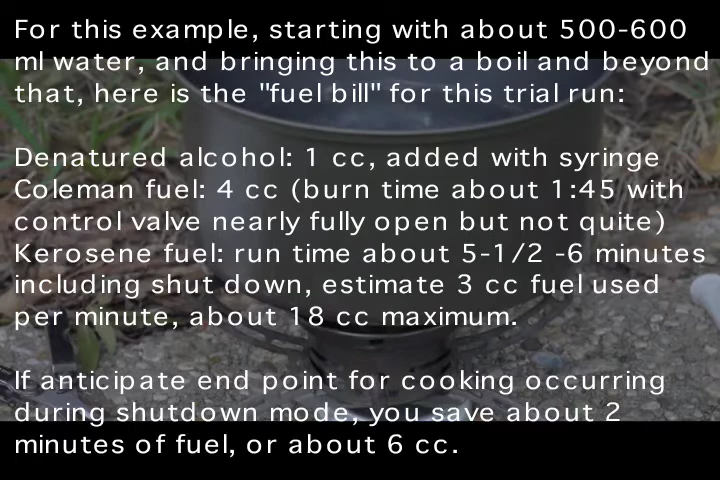 For this example, starting with about 500-600
ml water, and bringing this to a boil and beyond
that, here is the "fuel bill" for this trial run:
Denatured alcohol: 1 cc, added with syringe
Coleman fuel: 4 cc (burn time about 1:45 with
control valve nearly fully open but not quite)
Kerosene fuel: run time about 5-1/2 -6 minutes
including shut down, estimate 3 cc fuel used
per minute, about 18 cc maximum.
If anticipate end point for cooking occurring
during shutdown mode, you save about 2
minutes of fuel, or about 6 cc.